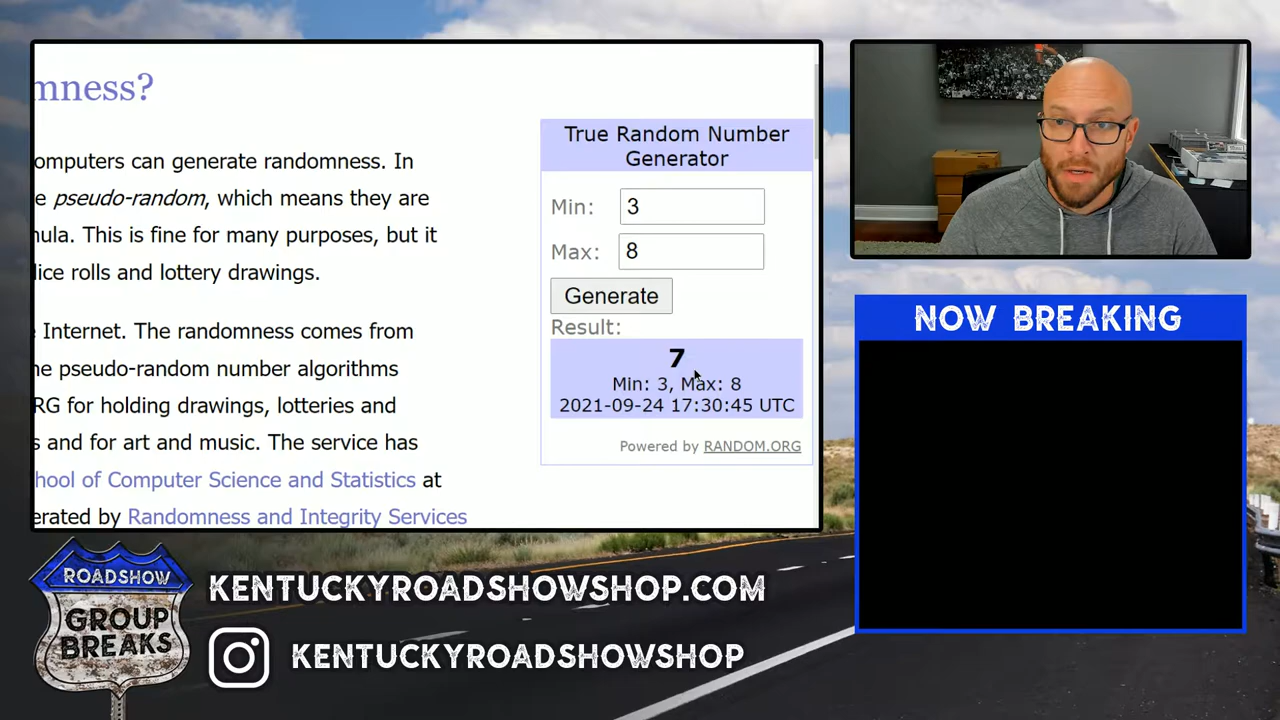 mness?
omputers can generate randomness. In
e pseudo-random, which means they are
ula. This is fine for many purposes, but it
lice rolls and lottery drawings.
Internet. The randomness comes from
ne pseudo-random number algorithms
RG for holding drawings, lotteries and
s and for art and music. The service has
hool of Computer Science and Statistics at
erated by Randomness and Integrity Services
True Random Number
Generator
Min: 3
Max: 8
Generate
Result:
7
Min: 3, Max: 8
2021-09-24 17:30:45 UTC
Powered by RANDOM.ORG
NOW BREAKING
ROADSHOW
GROUP
BREAKS
KENTUCKYROADSHOWSHOP.COM
KENTUCKYROADSHOWSHOP